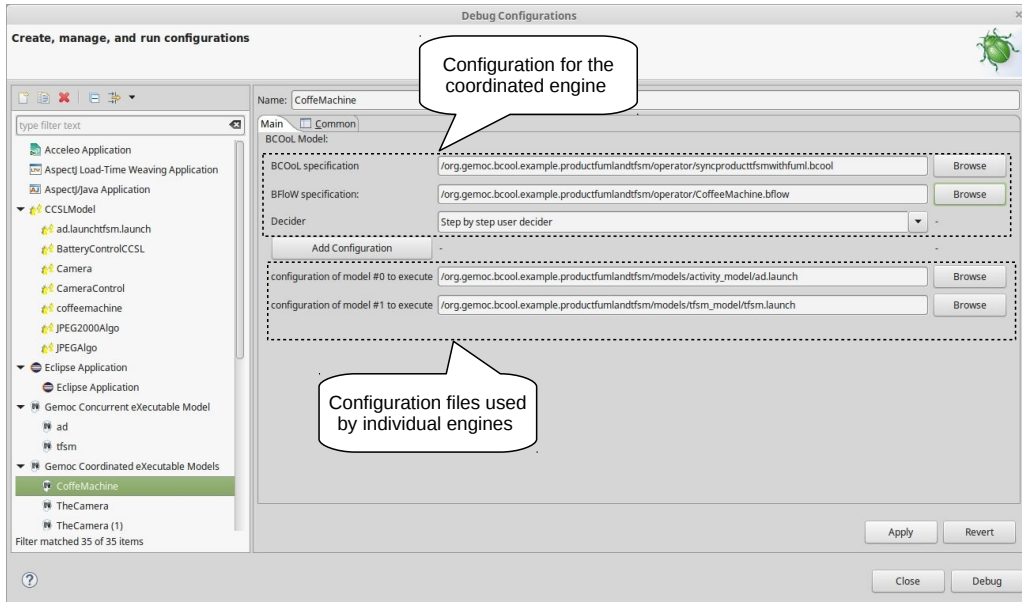 Debug Configurations
Create, manage, and run configurations
Configuration for the
coordinated engine
Name: CoffeMachine
type filter text
Main Common
BCOoL Model:
Acceleo Application
AspectJ Load-Time Weaving Application
AspectJ/Java Application
CCSLModel
ad.launchtfsm.launch
BatteryControlCCSL
Camera
CameraControl
coffeemachine
JPEG2000Algo
JPEGAlgo
Eclipse Application
Eclipse Application
Gemoc Concurrent eXecutable Model
ad
tfsm
Gemoc Coordinated eXecutable Models
CoffeMachine
TheCamera
TheCamera (1)
Filter matched 35 of 35 items
BCOoL specification /org.gemoc.bcool.example.productfumlandtfsm/operator/syncproducttfsmwithfuml.bcool Browse
BFloW specification: /org.gemoc.bcool.example.productfumlandtfsm/operator/CoffeeMachine.bflow Browse
Decider Step by step user decider -
Add Configuration - -
configuration of model #0 to execute /org.gemoc.bcool.example.productfumlandtfsm/models/activity_model/ad.launch Browse
configuration of model #1 to execute /org.gemoc.bcool.example.productfumlandtfsm/models/tfsm_model/tfsm.launch Browse
Configuration files used
by individual engines
Apply Revert
? Close Debug